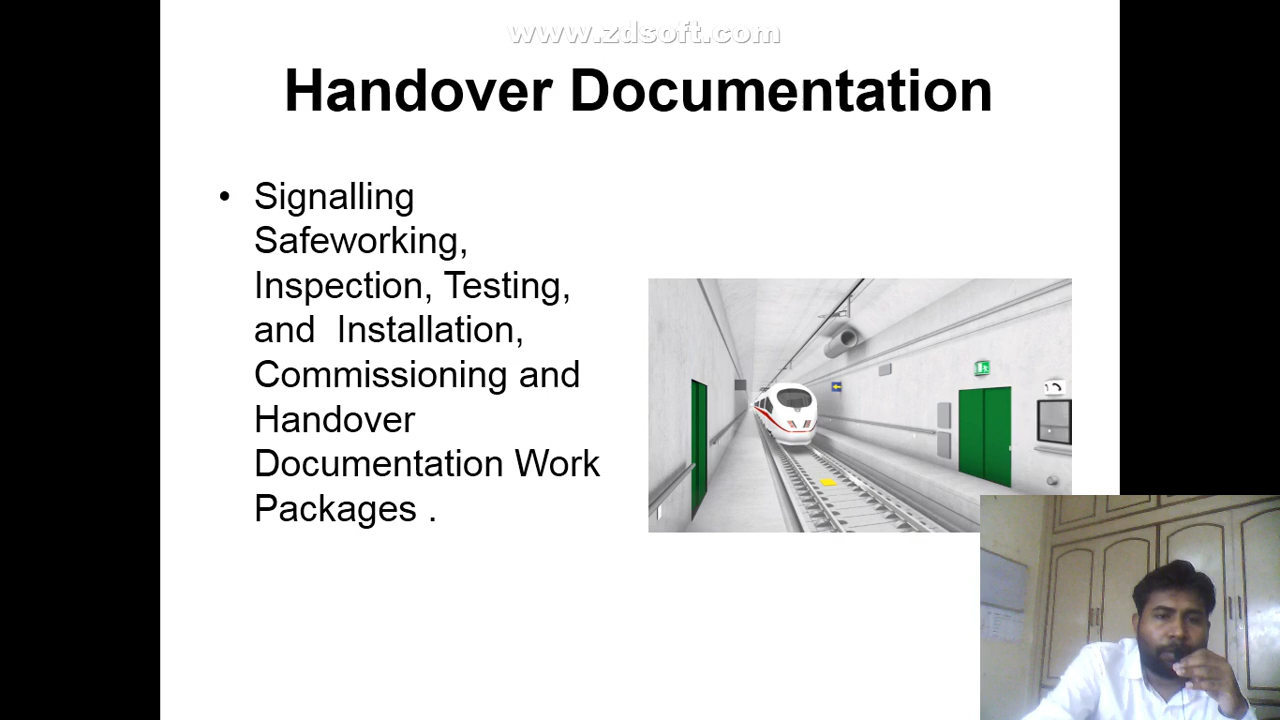 www.zdsoft.com
Handover Documentation
• Signalling
Safeworking,
Inspection, Testing,
and  Installation,
Commissioning and
Handover
Documentation Work
Packages .